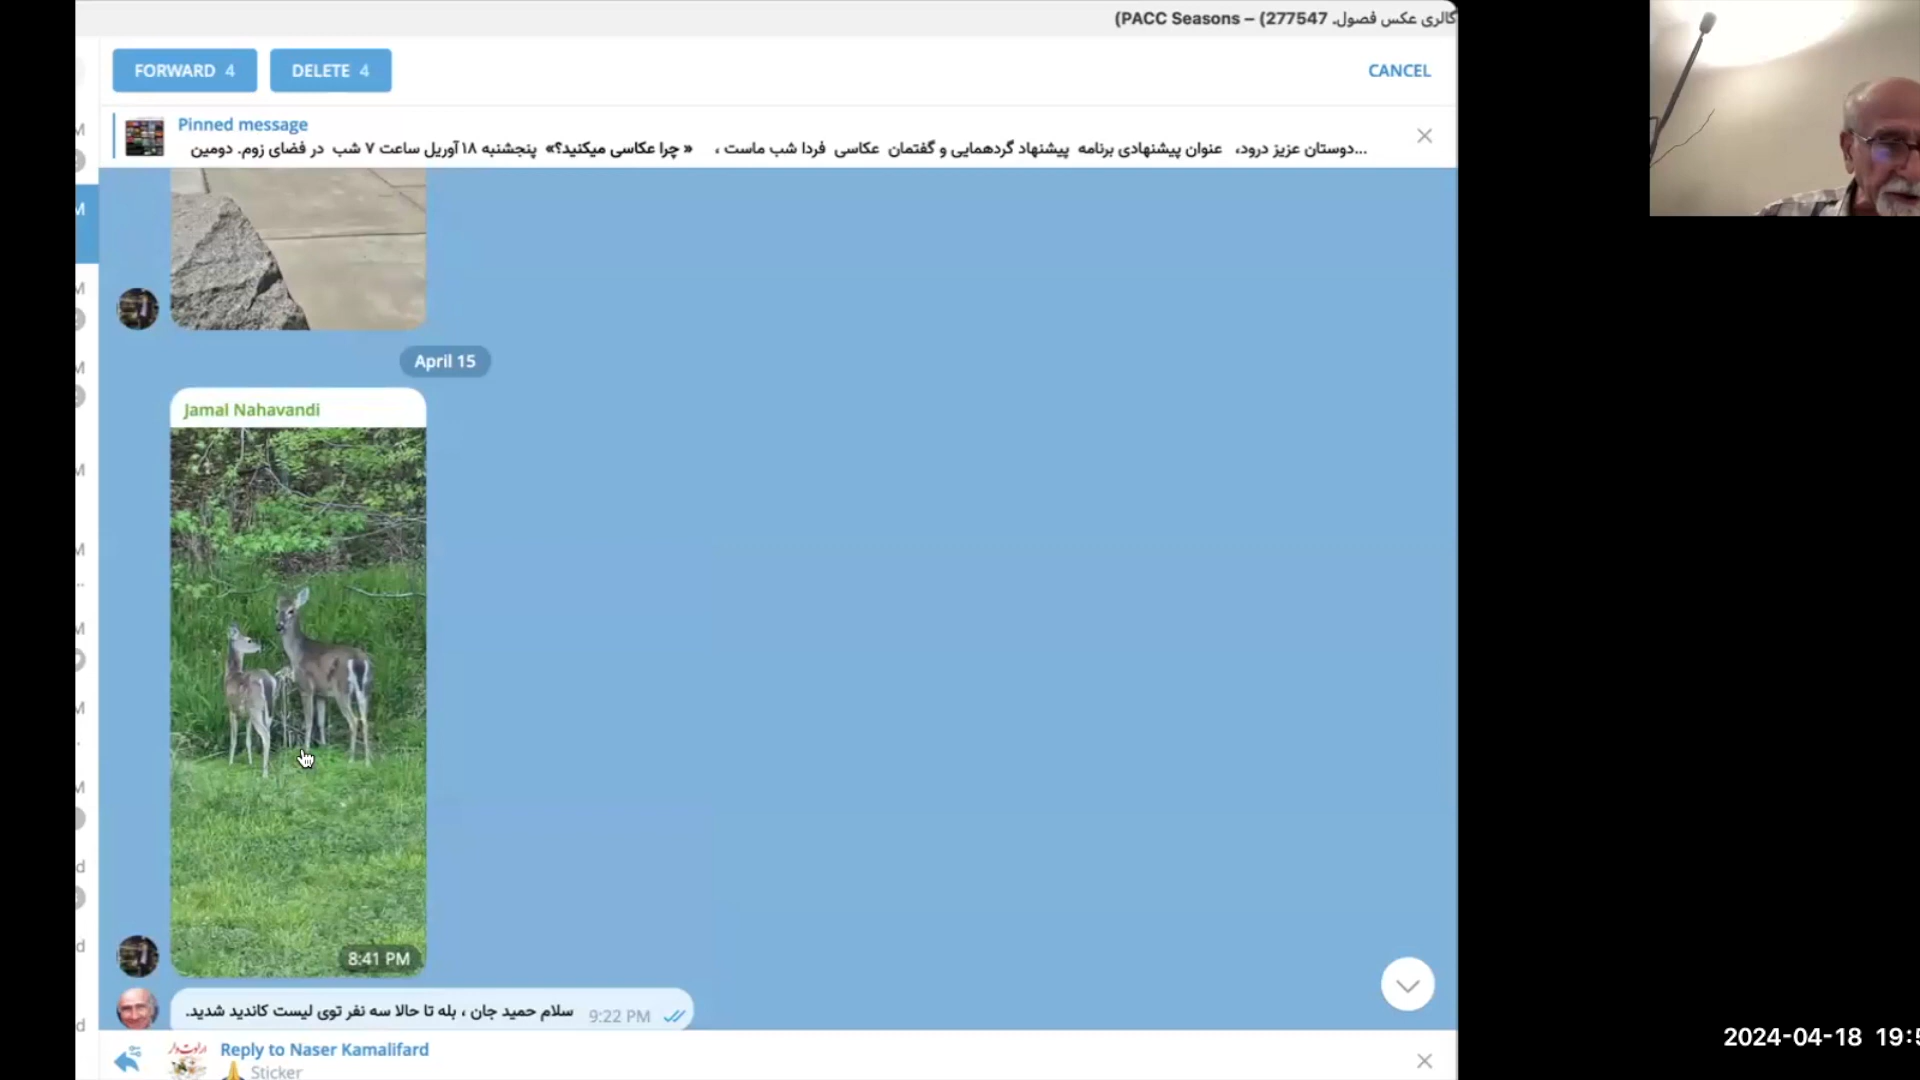 گالری عکس فصول. PACC Seasons – (277547)
FORWARD 4
DELETE 4
CANCEL
Pinned message
دوستان عزیز درود، عنوان پیشنهادی برنامه پیشنهاد گردهمایی و گفتمان عکاسی فردا شب ماست ، « چرا عکاسی میکنید؟» پنجشنبه ۱۸ آوریل ساعت ۷ شب در فضای زوم. دومین...
April 15
Jamal Nahavandi
8:41 PM
سلام حمید جان ، بله تا حالا سه نفر توی لیست کاندید شدید.
9:22 PM
Reply to Naser Kamalifard
🙏 Sticker
2024-04-18 19:5